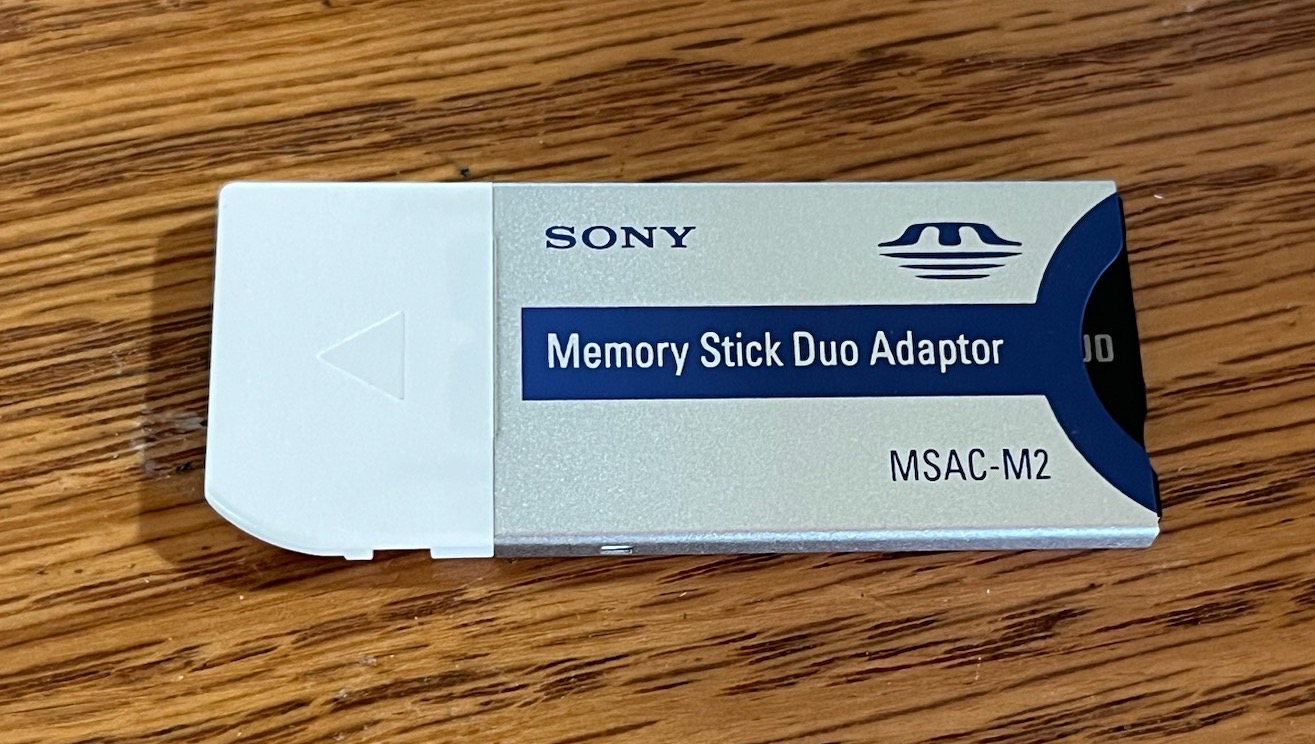 SONY
Memory Stick Duo Adaptor
MSAC-M2